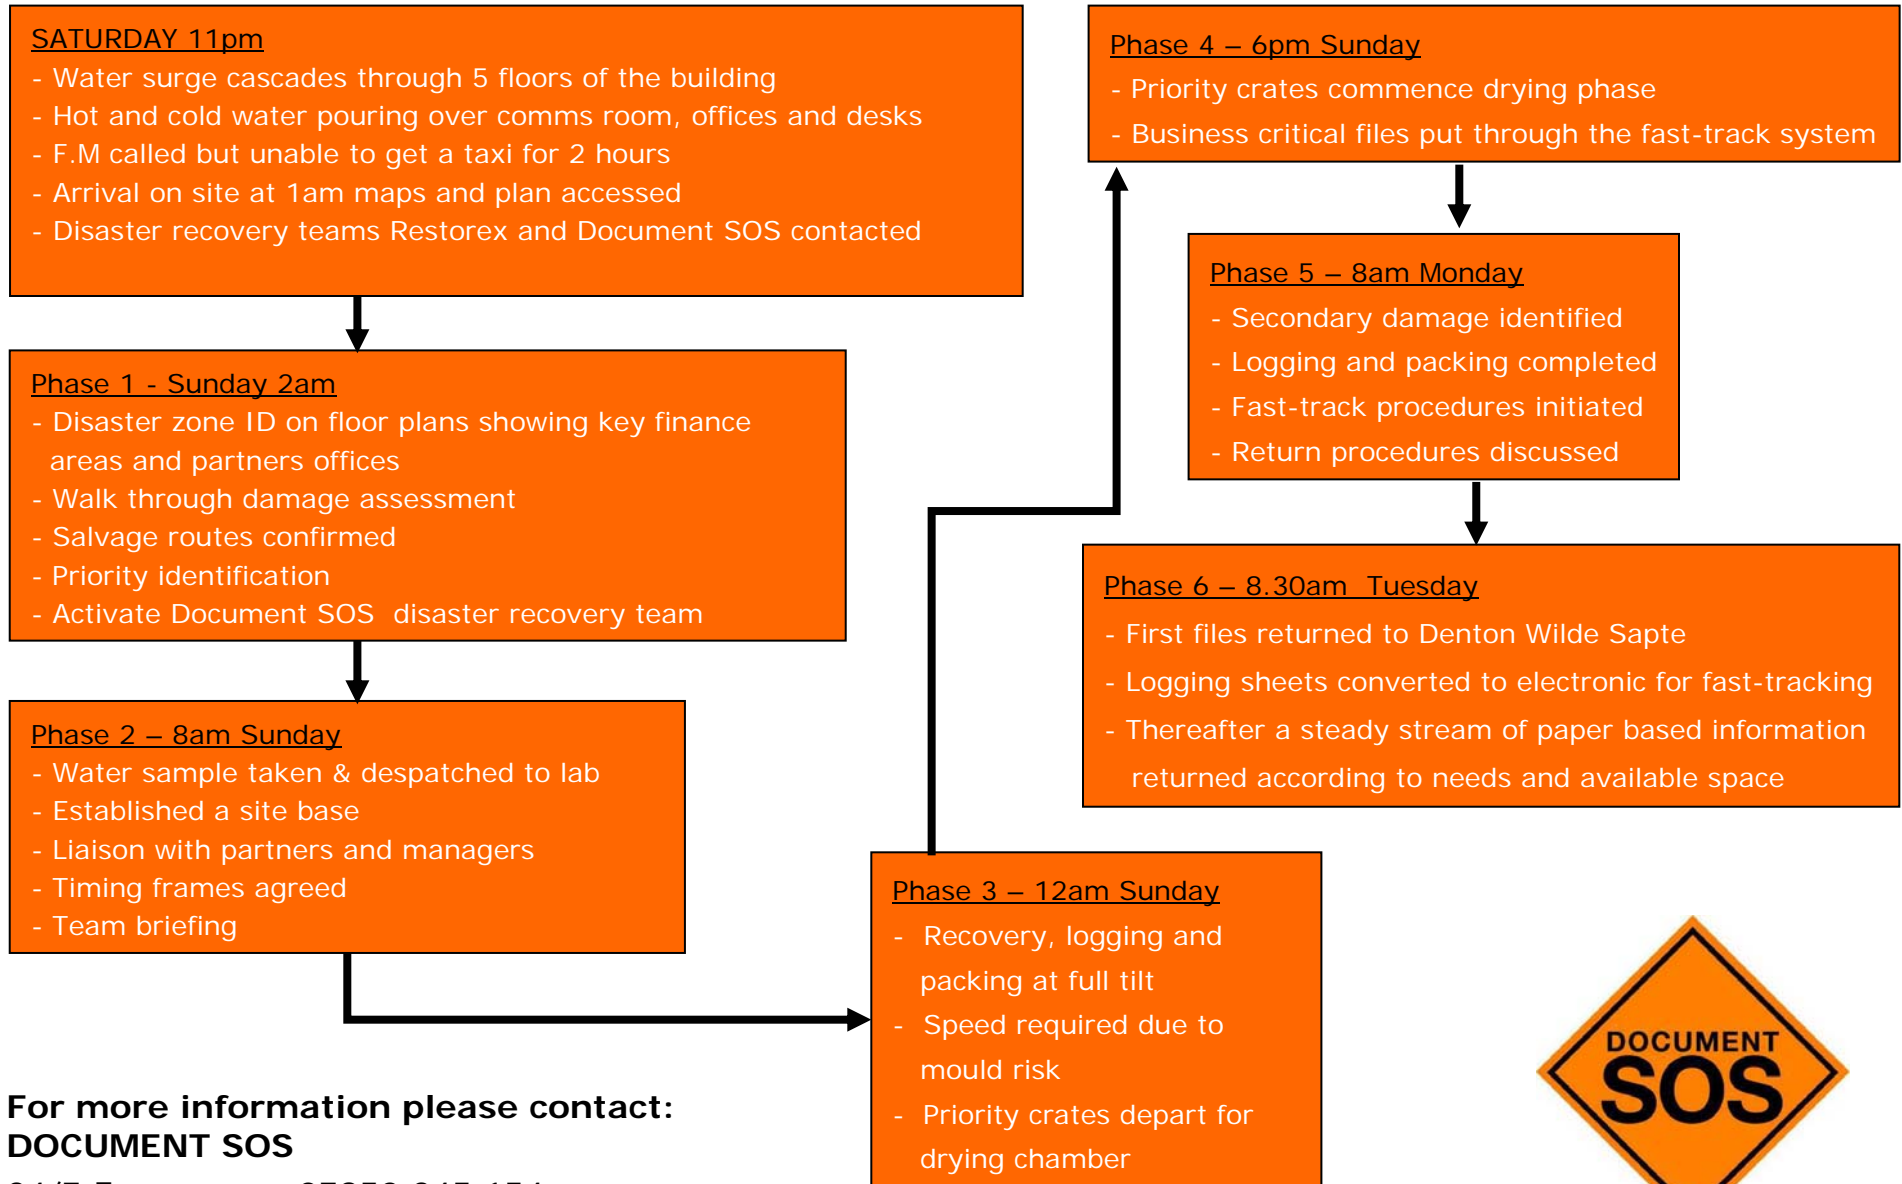 SATURDAY 11pm
- Water surge cascades through 5 floors of the building
- Hot and cold water pouring over comms room, offices and desks
- F.M called but unable to get a taxi for 2 hours
- Arrival on site at 1am maps and plan accessed
- Disaster recovery teams Restorex and Document SOS contacted
Phase 1 - Sunday 2am
- Disaster zone ID on floor plans showing key finance
areas and partners offices
- Walk through damage assessment
- Salvage routes confirmed
- Priority identification
- Activate Document SOS  disaster recovery team
Phase 2 – 8am Sunday
- Water sample taken & despatched to lab
- Established a site base
- Liaison with partners and managers
- Timing frames agreed
- Team briefing
Phase 3 – 12am Sunday
- Recovery, logging and
packing at full tilt
- Speed required due to
mould risk
- Priority crates depart for
drying chamber
Phase 4 – 6pm Sunday
- Priority crates commence drying phase
- Business critical files put through the fast-track system
Phase 5 – 8am Monday
- Secondary damage identified
- Logging and packing completed
- Fast-track procedures initiated
- Return procedures discussed
Phase 6 – 8.30am  Tuesday
- First files returned to Denton Wilde Sapte
- Logging sheets converted to electronic for fast-tracking
- Thereafter a steady stream of paper based information
returned according to needs and available space
For more information please contact:
DOCUMENT SOS
DOCUMENT
SOS